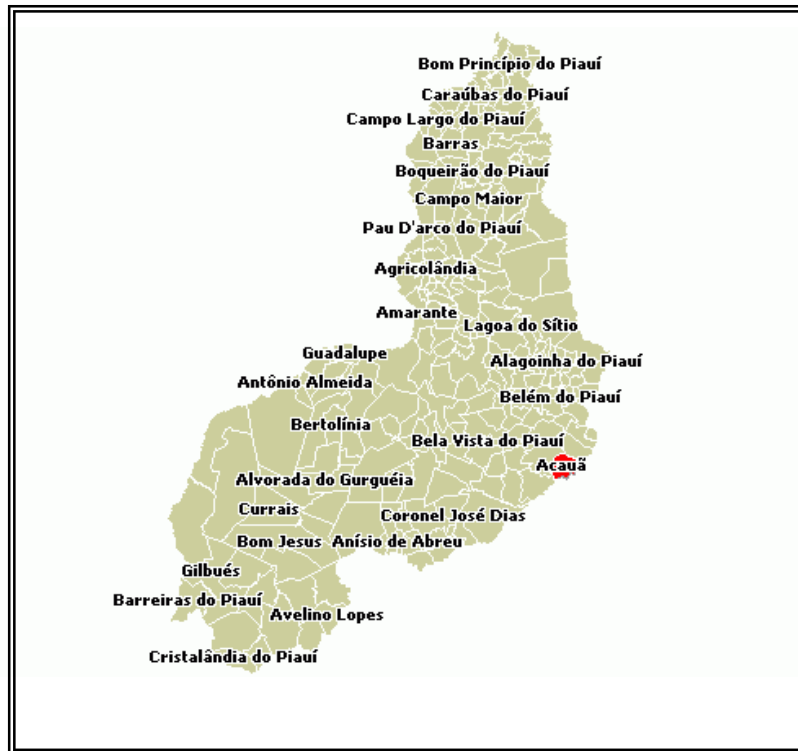 Bom Princípio do Piauí
Caraúbas do Piauí
Campo Largo do Piauí
Barras
Boqueirão do Piauí
Campo Maior
Pau D'arco do Piauí
Agricolândia
Amarante
Lagoa do Sítio
Guadalupe
Alagoinha do Piauí
Antônio Almeida
Belém do Piauí
Bertolínia
Bela Vista do Piauí
Acauã
Alvorada do Gurguéia
Currais
Coronel José Dias
Bom Jesus
Anísio de Abreu
Gilbués
Barreiras do Piauí
Avelino Lopes
Cristalândia do Piauí